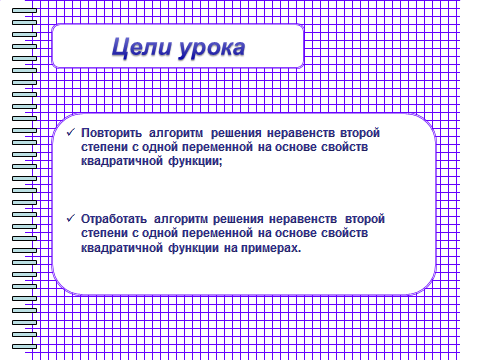 Цели урока
✓ Повторить алгоритм решения неравенств второй
степени с одной переменной на основе свойств
квадратичной функции;
✓ Отработать алгоритм решения неравенств второй
степени с одной переменной на основе свойств
квадратичной функции на примерах.